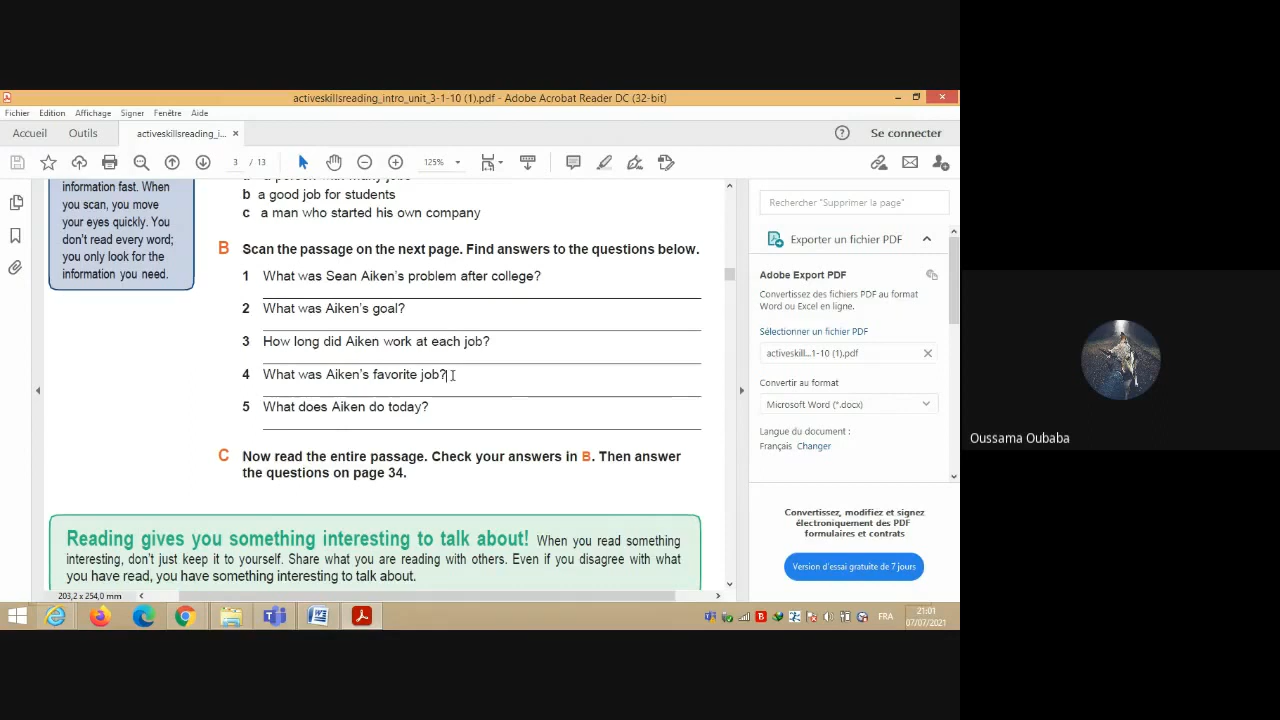 activeskillsreading_intro_unit_3-1-10 (1).pdf - Adobe Acrobat Reader DC (32-bit)
Fichier Edition Affichage Signer Fenêtre Aide
Accueil Outils activeskillsreading_i... × Se connecter
3 / 13 125%
information fast. When
you scan, you move
your eyes quickly. You
don't read every word;
you only look for the
information you need.
b a good job for students
c a man who started his own company
B Scan the passage on the next page. Find answers to the questions below.
1 What was Sean Aiken's problem after college?
2 What was Aiken's goal?
3 How long did Aiken work at each job?
4 What was Aiken's favorite job?
5 What does Aiken do today?
C Now read the entire passage. Check your answers in B. Then answer
the questions on page 34.
Reading gives you something interesting to talk about! When you read something
interesting, don't just keep it to yourself. Share what you are reading with others. Even if you disagree with what
you have read, you have something interesting to talk about.
203,2 x 254,0 mm
Rechercher "Supprimer la page"
Exporter un fichier PDF
Adobe Export PDF
Convertissez des fichiers PDF au format
Word ou Excel en ligne.
Sélectionner un fichier PDF
activeskill...1-10 (1).pdf
Convertir au format
Microsoft Word (*.docx)
Langue du document :
Français Changer
Convertissez, modifiez et signez
électroniquement des PDF
formulaires et contrats
Version d'essai gratuite de 7 jours
FRA
21:01
07/07/2021
Oussama Oubaba